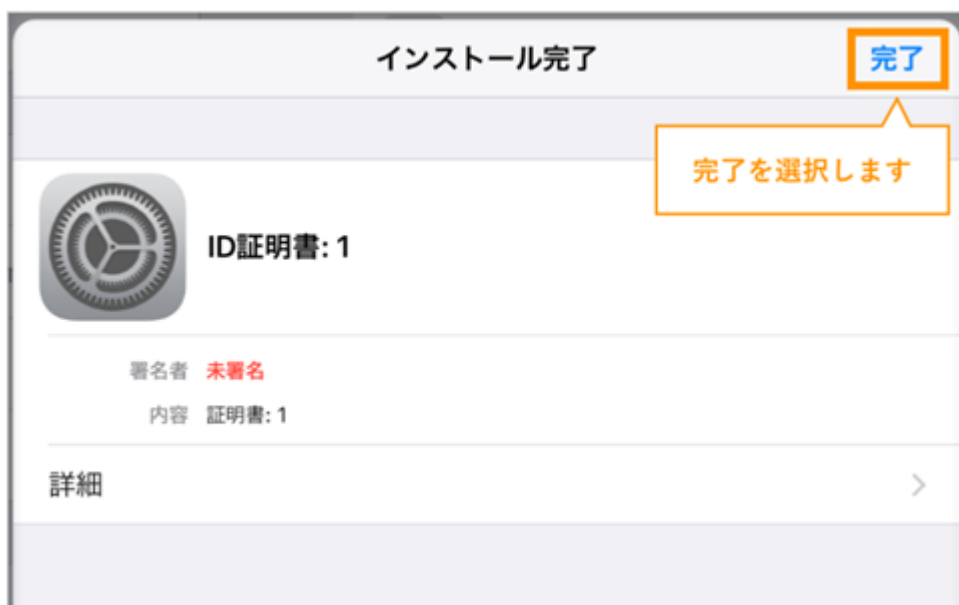 インストール完了
完了
完了を選択します
ID証明書: 1
署名者 未署名
内容 証明書: 1
詳細